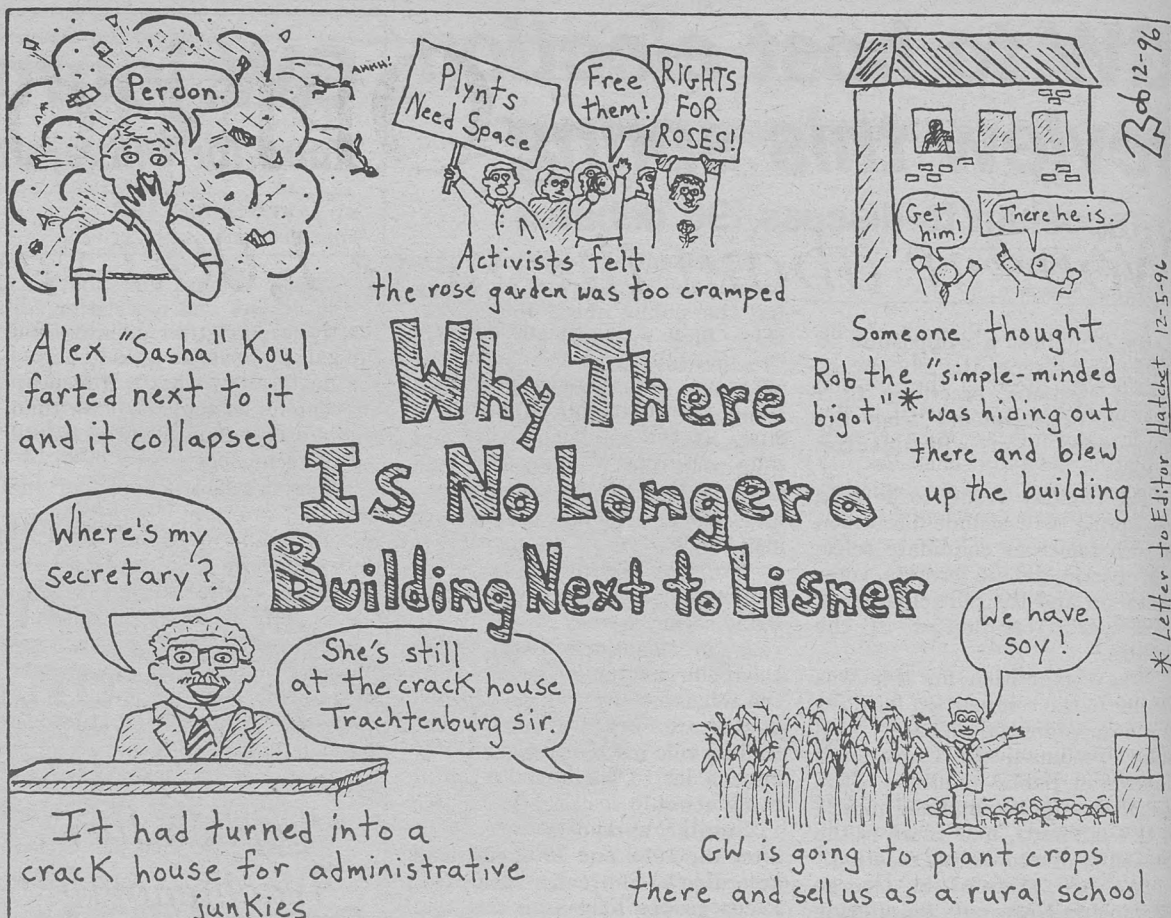 Perdon.
AHHH!
Alex "Sasha" Koul
farted next to it
and it collapsed
Plynts
Need Space
Free
them!
RIGHTS
FOR
ROSES!
Activists felt
the rose garden was too cramped
Get
him!
There he is.
Someone thought
Rob the "simple-minded
bigot"* was hiding out
there and blew
up the building
Why There
Is No Longer a
Building Next to Lisner
Where's my
secretary?
She's still
at the crack house
Trachtenburg sir.
It had turned into a
crack house for administrative
junkies
We have
soy!
GW is going to plant crops
there and sell us as a rural school
Bob 12-96
* Letter to Editor Hatchet 12-5-96